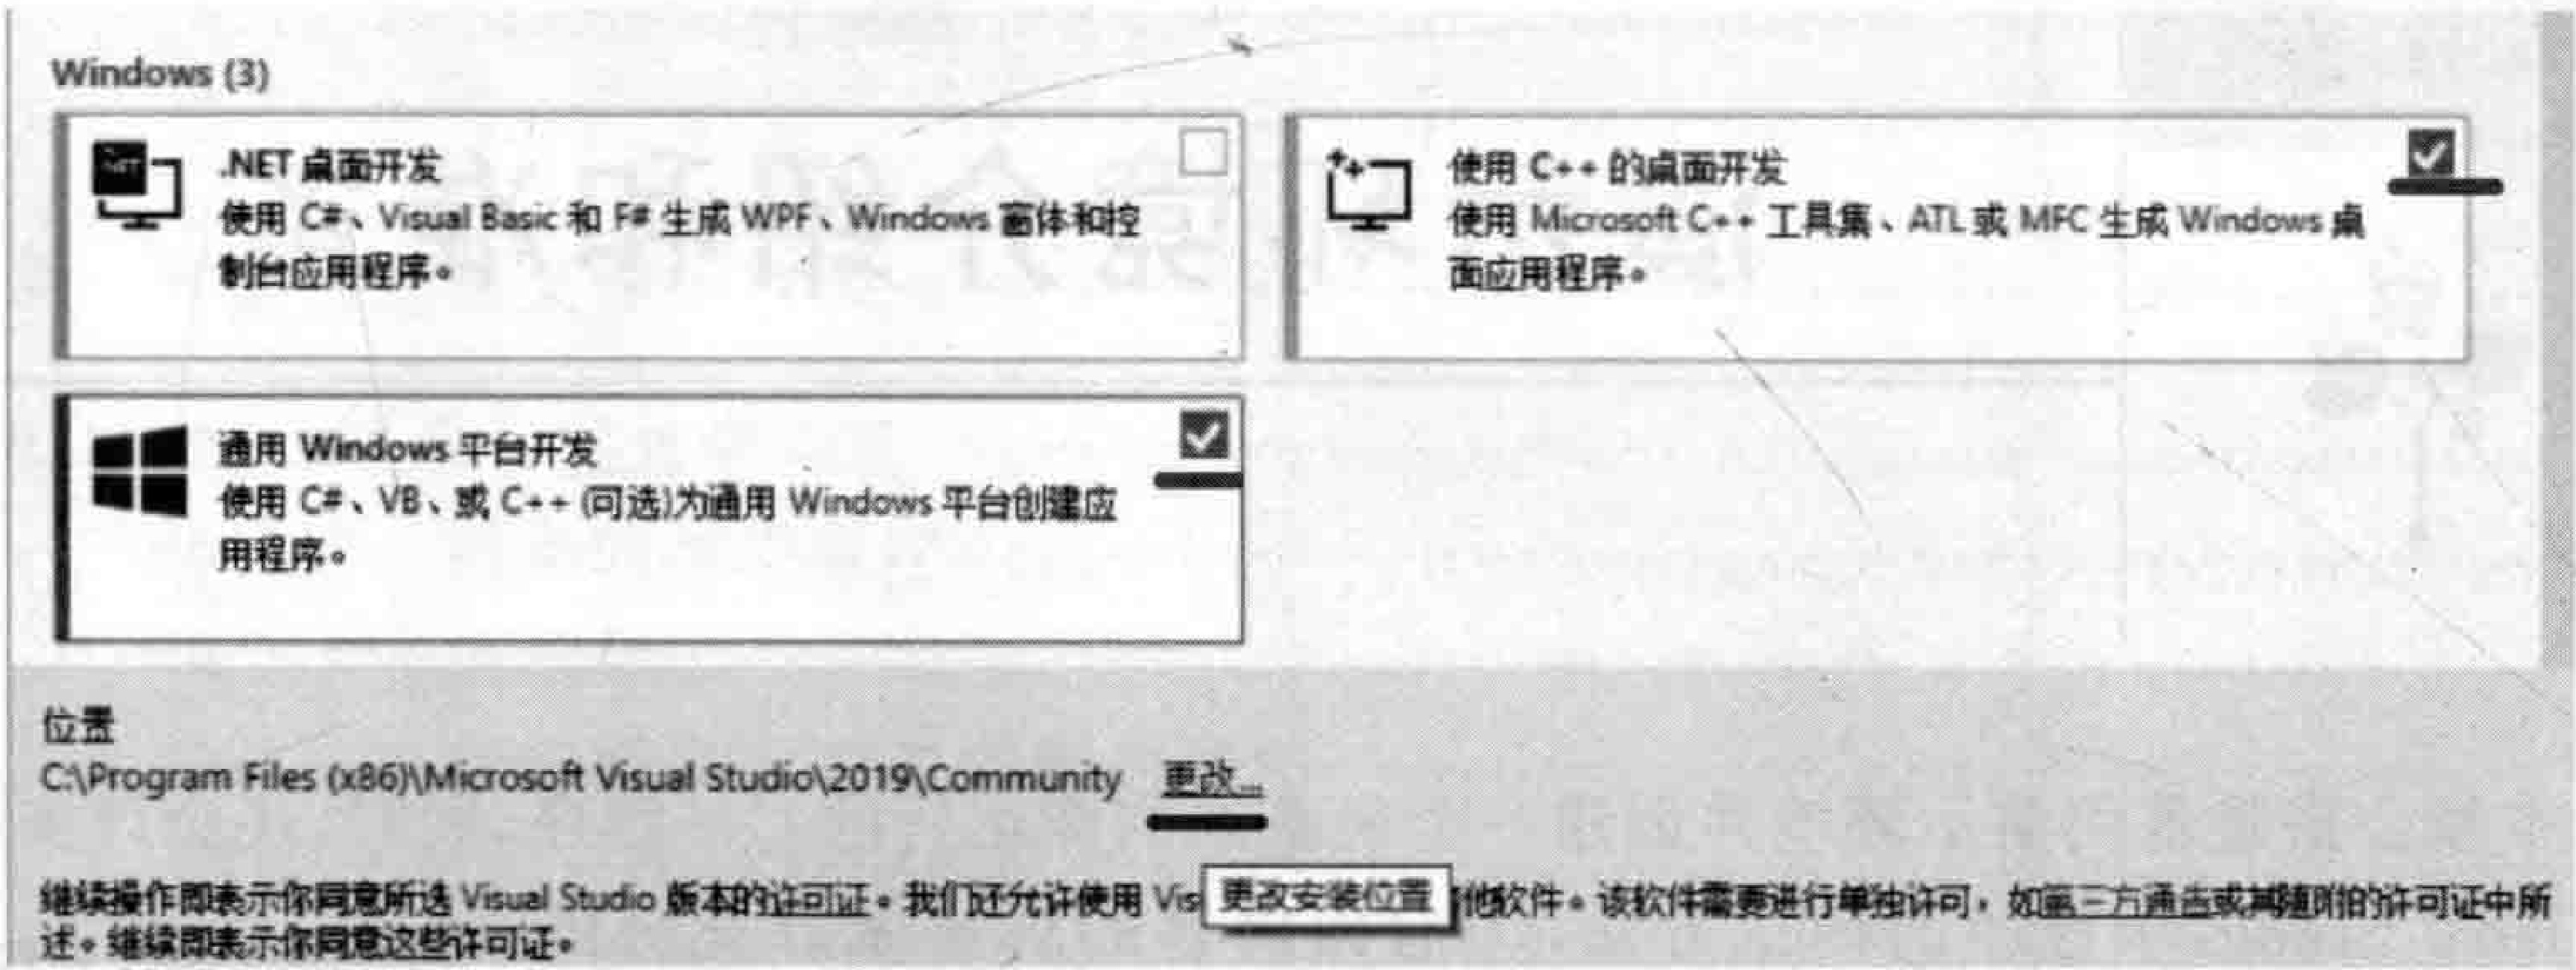 Windows (3)
.NET 桌面开发
使用 C#、Visual Basic 和 F# 生成 WPF、Windows 窗体和控
制台应用程序。
使用 C++ 的桌面开发
使用 Microsoft C++ 工具集、ATL 或 MFC 生成 Windows 桌
面应用程序。
通用 Windows 平台开发
使用 C#、VB、或 C++ (可选)为通用 Windows 平台创建应
用程序。
位置
C:\Program Files (x86)\Microsoft Visual Studio\2019\Community 更改...
继续操作即表示你同意所选 Visual Studio 版本的许可证。我们还允许使用 Vis 更改安装位置 他软件。该软件需要进行单独许可，如第三方通告或其随附的许可证中所
述。继续即表示你同意这些许可证。